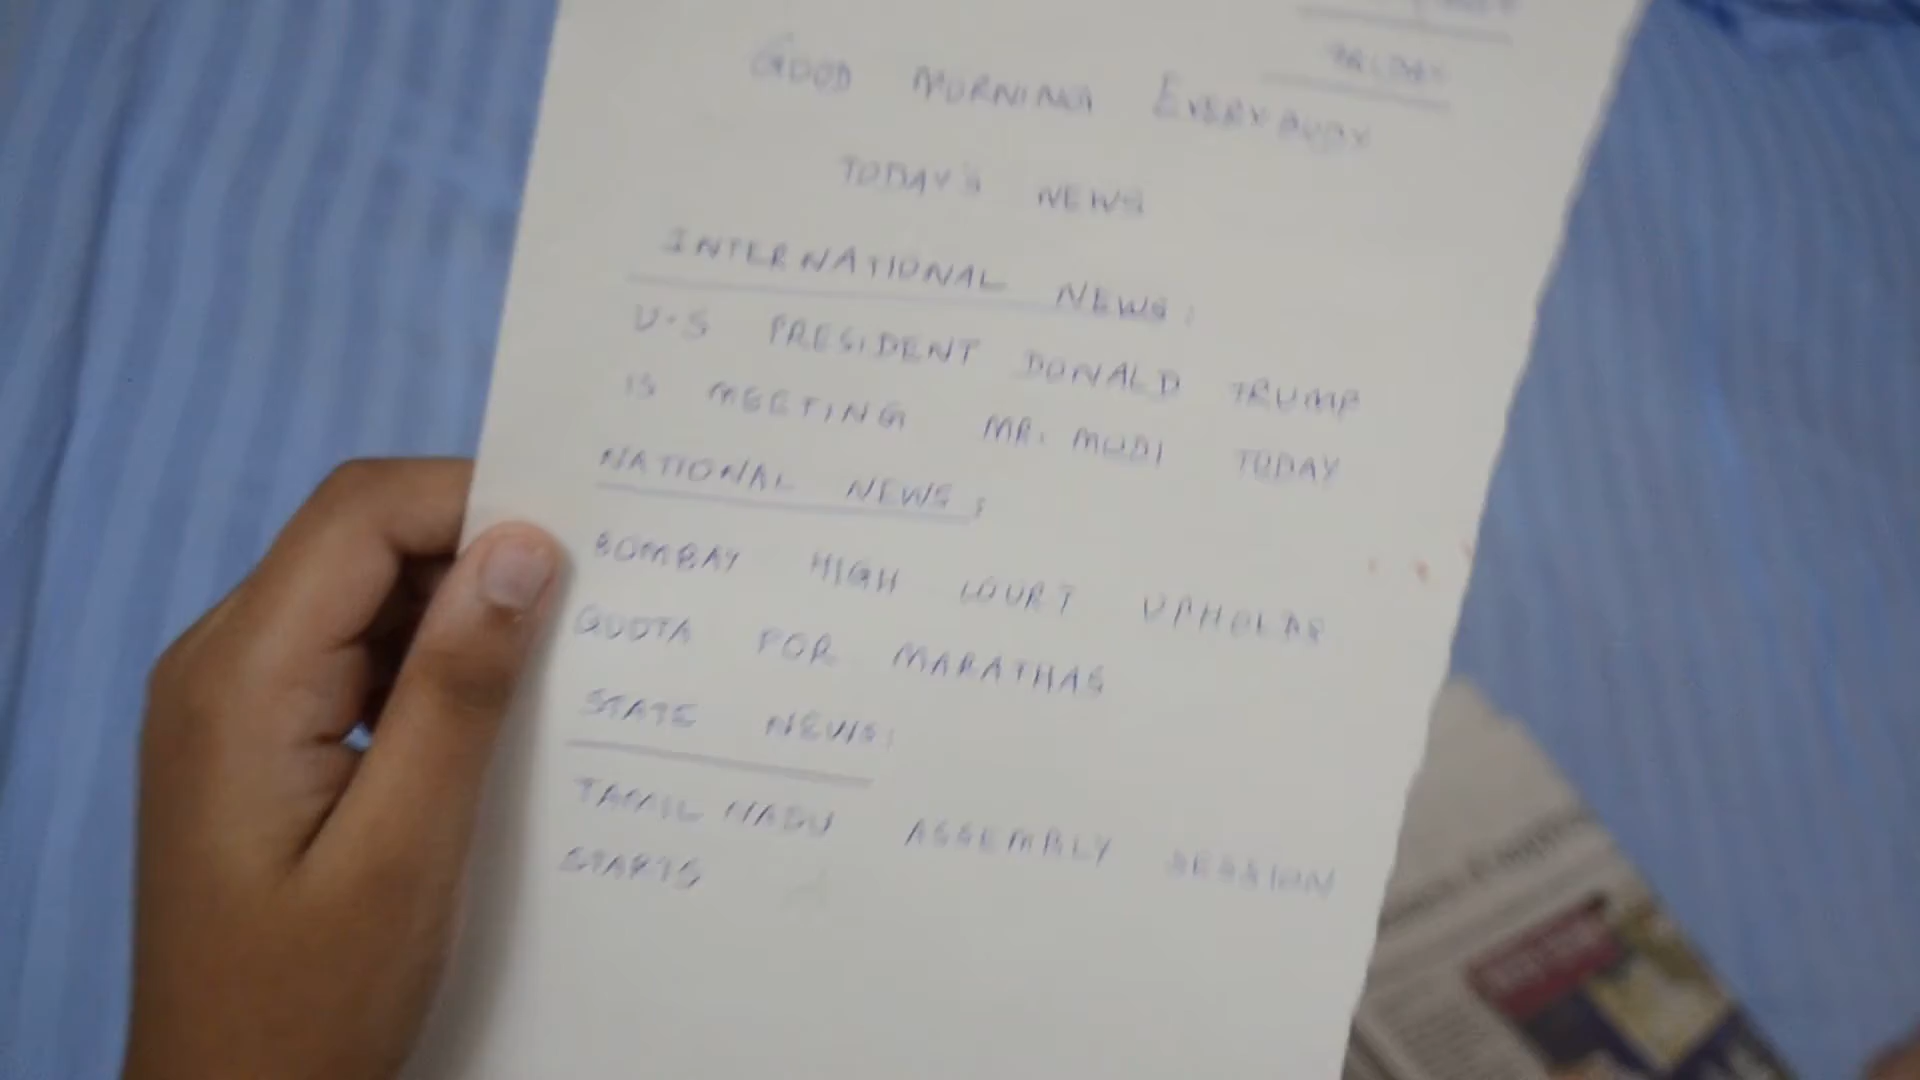 FRIDAY
GOOD MORNING EVERYBODY
TODAY'S NEWS
INTERNATIONAL NEWS:
U.S PRESIDENT DONALD TRUMP
IS MEETING MR. MODI TODAY
NATIONAL NEWS:
BOMBAY HIGH COURT UPHOLDS
QUOTA FOR MARATHAS
STATE NEWS:
TAMIL NADU ASSEMBLY SESSION
STARTS